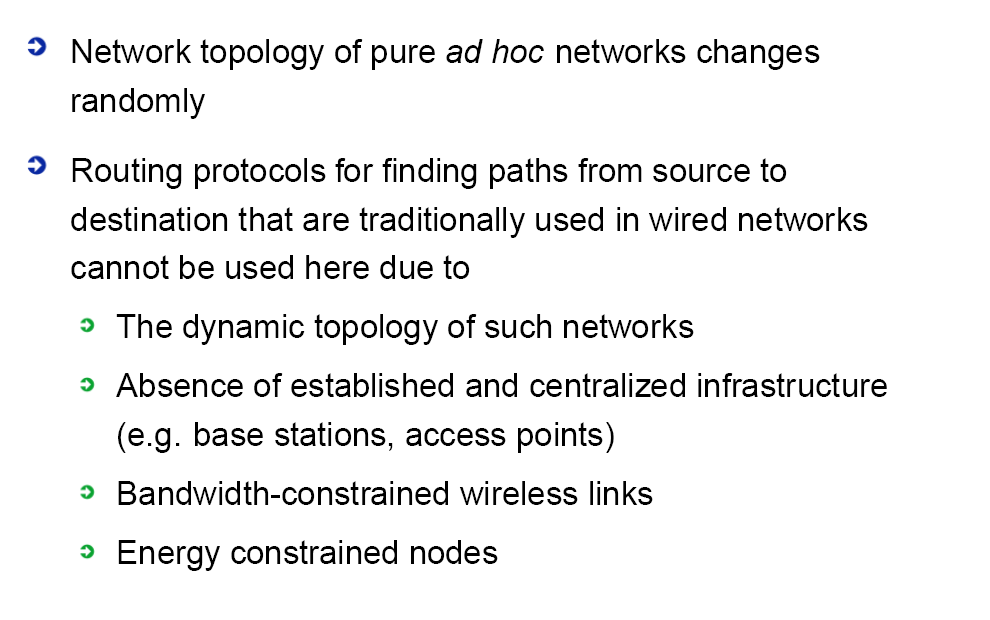 Network topology of pure ad hoc networks changes
randomly
Routing protocols for finding paths from source to
destination that are traditionally used in wired networks
cannot be used here due to
The dynamic topology of such networks
Absence of established and centralized infrastructure
(e.g. base stations, access points)
Bandwidth-constrained wireless links
Energy constrained nodes